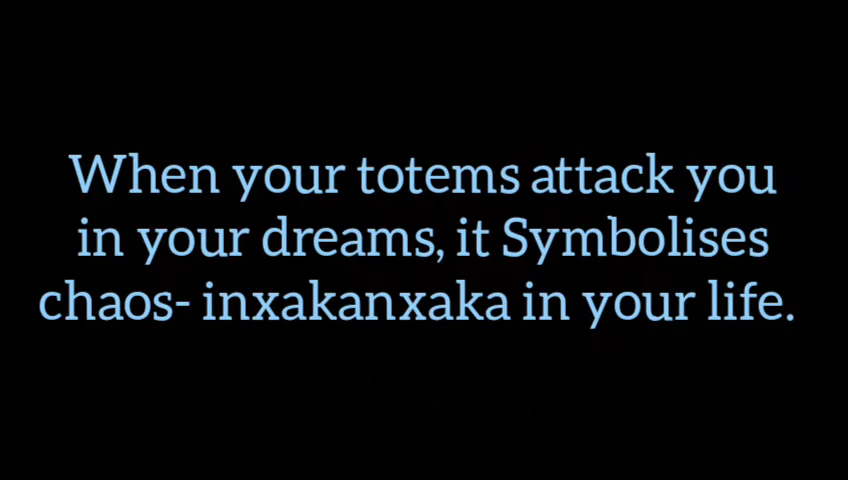 When your totems attack you
in your dreams, it Symbolises
chaos- inxakanxaka in your life.